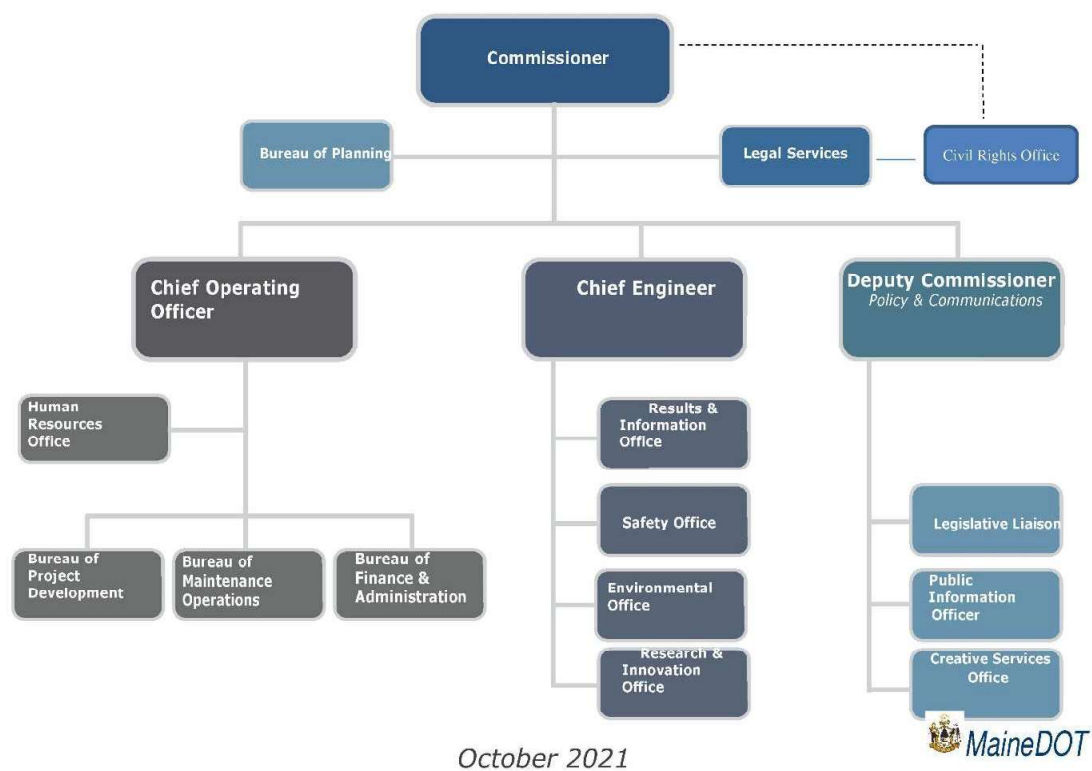 Commissioner
Bureau of Planning
Legal Services
Civil Rights Office
Chief Operating
Officer
Chief Engineer
Deputy Commissioner
Policy & Communications
Human
Resources
Office
Bureau of
Project
Development
Bureau of
Maintenance
Operations
Bureau of
Finance &
Administration
Results &
Information
Office
Safety Office
Environmental
Office
Research &
Innovation
Office
Legislative Liaison
Public
Information
Officer
Creative Services
Office
October 2021
MaineDOT